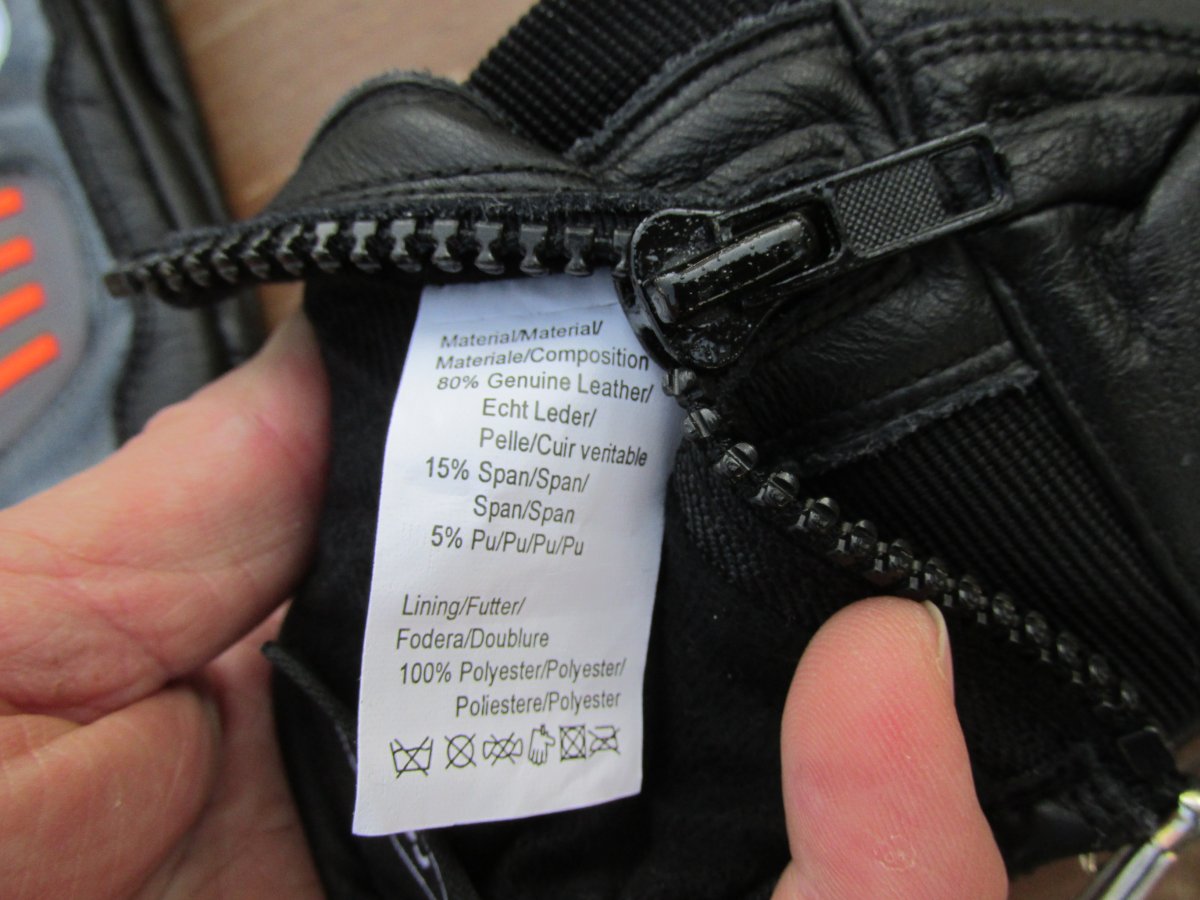 Material/Material/
Materiale/Composition
80% Genuine Leather/
Echt Leder/
Pelle/Cuir veritable
15% Span/Span/
Span/Span
5% Pu/Pu/Pu/Pu
Lining/Futter/
Fodera/Doublure
100% Polyester/Polyester/
Poliestere/Polyester